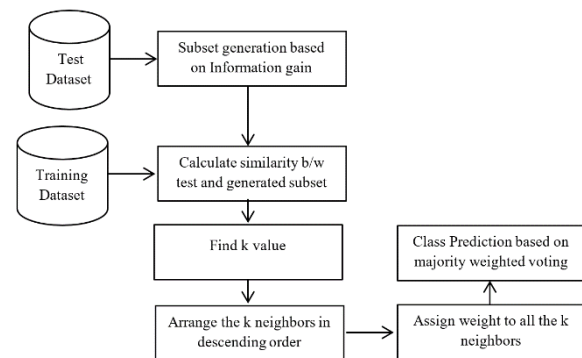 Test
Dataset
Subset generation based
on Information gain
Training
Dataset
Calculate similarity b/w
test and generated subset
Find k value
Class Prediction based on
majority weighted voting
Arrange the k neighbors in
descending order
Assign weight to all the k
neighbors